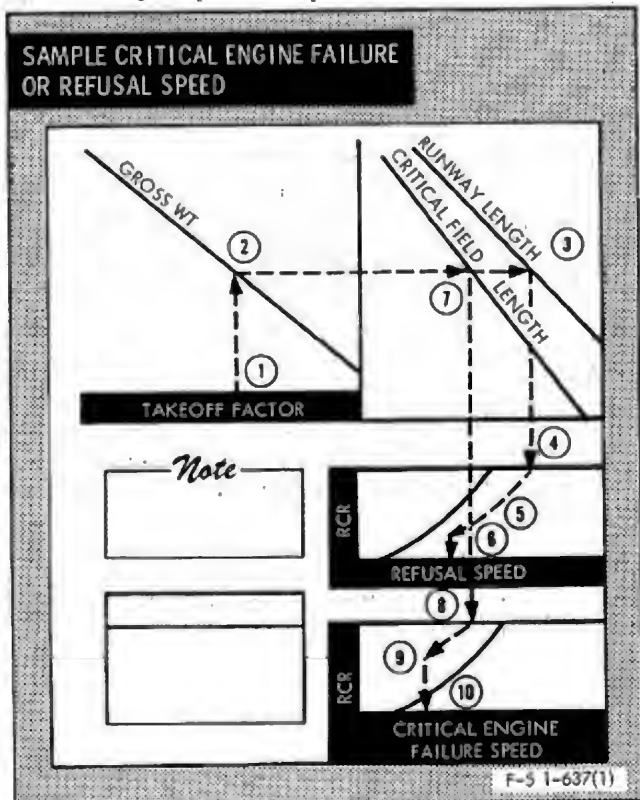 SAMPLE CRITICAL ENGINE FAILURE
OR REFUSAL SPEED
GROSS WT
RUNWAY LENGTH
CRITICAL FIELD LENGTH
2
3
7
1
TAKEOFF FACTOR
4
Note
RCR
5
6
REFUSAL SPEED
8
RCR
9
10
CRITICAL ENGINE
FAILURE SPEED
F-5 1-637(1)